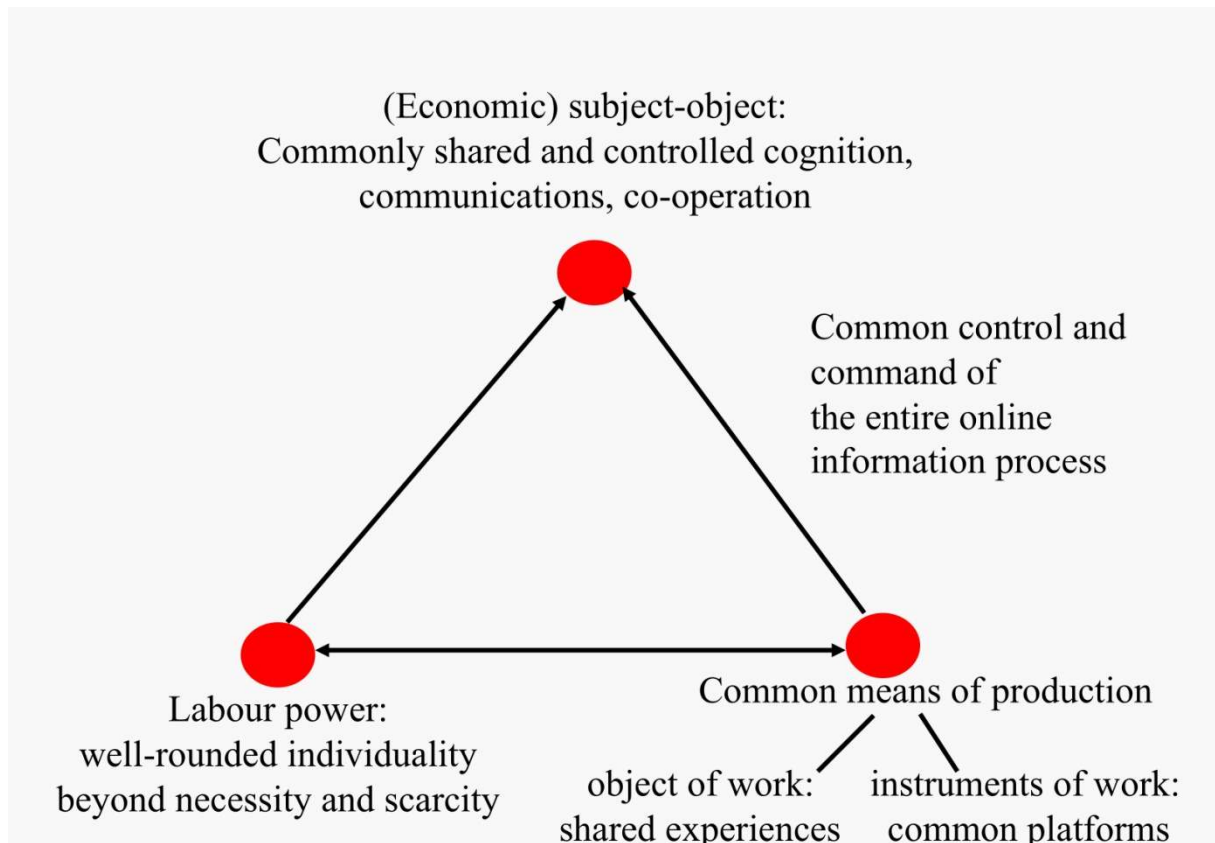 (Economic) subject-object:
Commonly shared and controlled cognition,
communications, co-operation
Common control and
command of
the entire online
information process
Labour power:
well-rounded individuality
beyond necessity and scarcity
Common means of production
object of work:
shared experiences
instruments of work:
common platforms